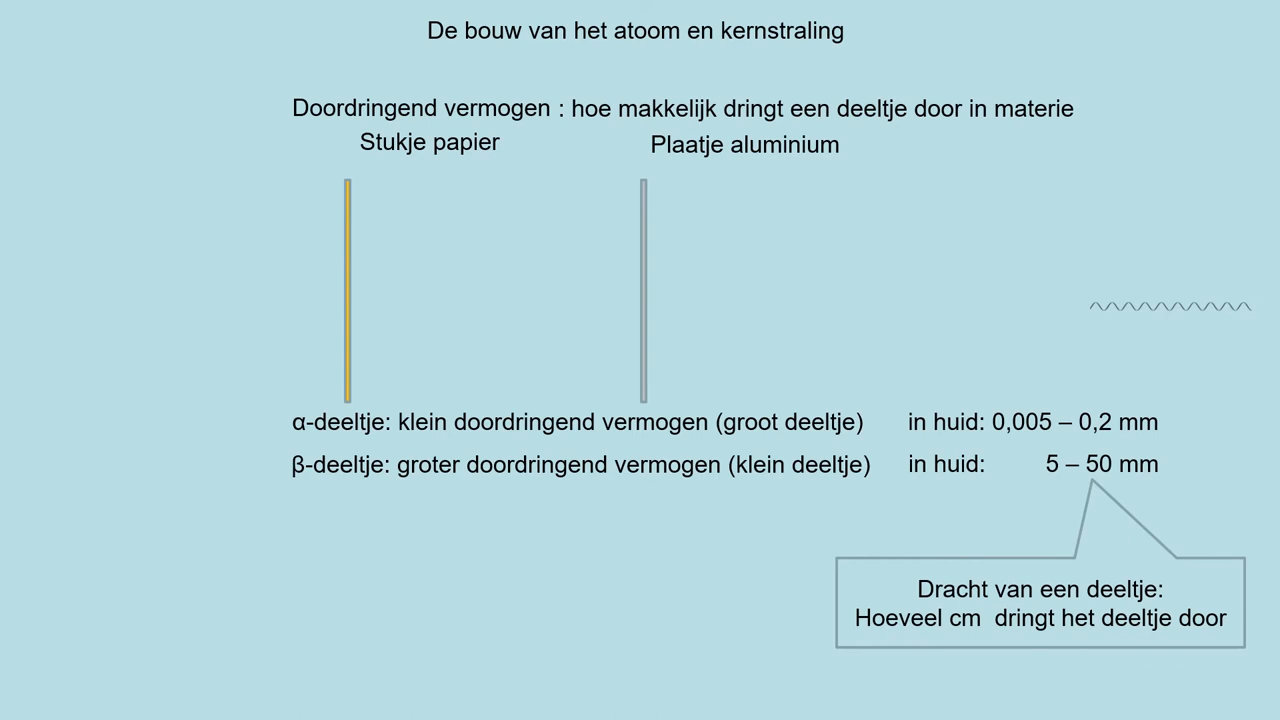 De bouw van het atoom en kernstraling
Doordringend vermogen : hoe makkelijk dringt een deeltje door in materie
Stukje papier Plaatje aluminium
α-deeltje: klein doordringend vermogen (groot deeltje) in huid: 0,005 – 0,2 mm
β-deeltje: groter doordringend vermogen (klein deeltje) in huid: 5 – 50 mm
Dracht van een deeltje:
Hoeveel cm dringt het deeltje door